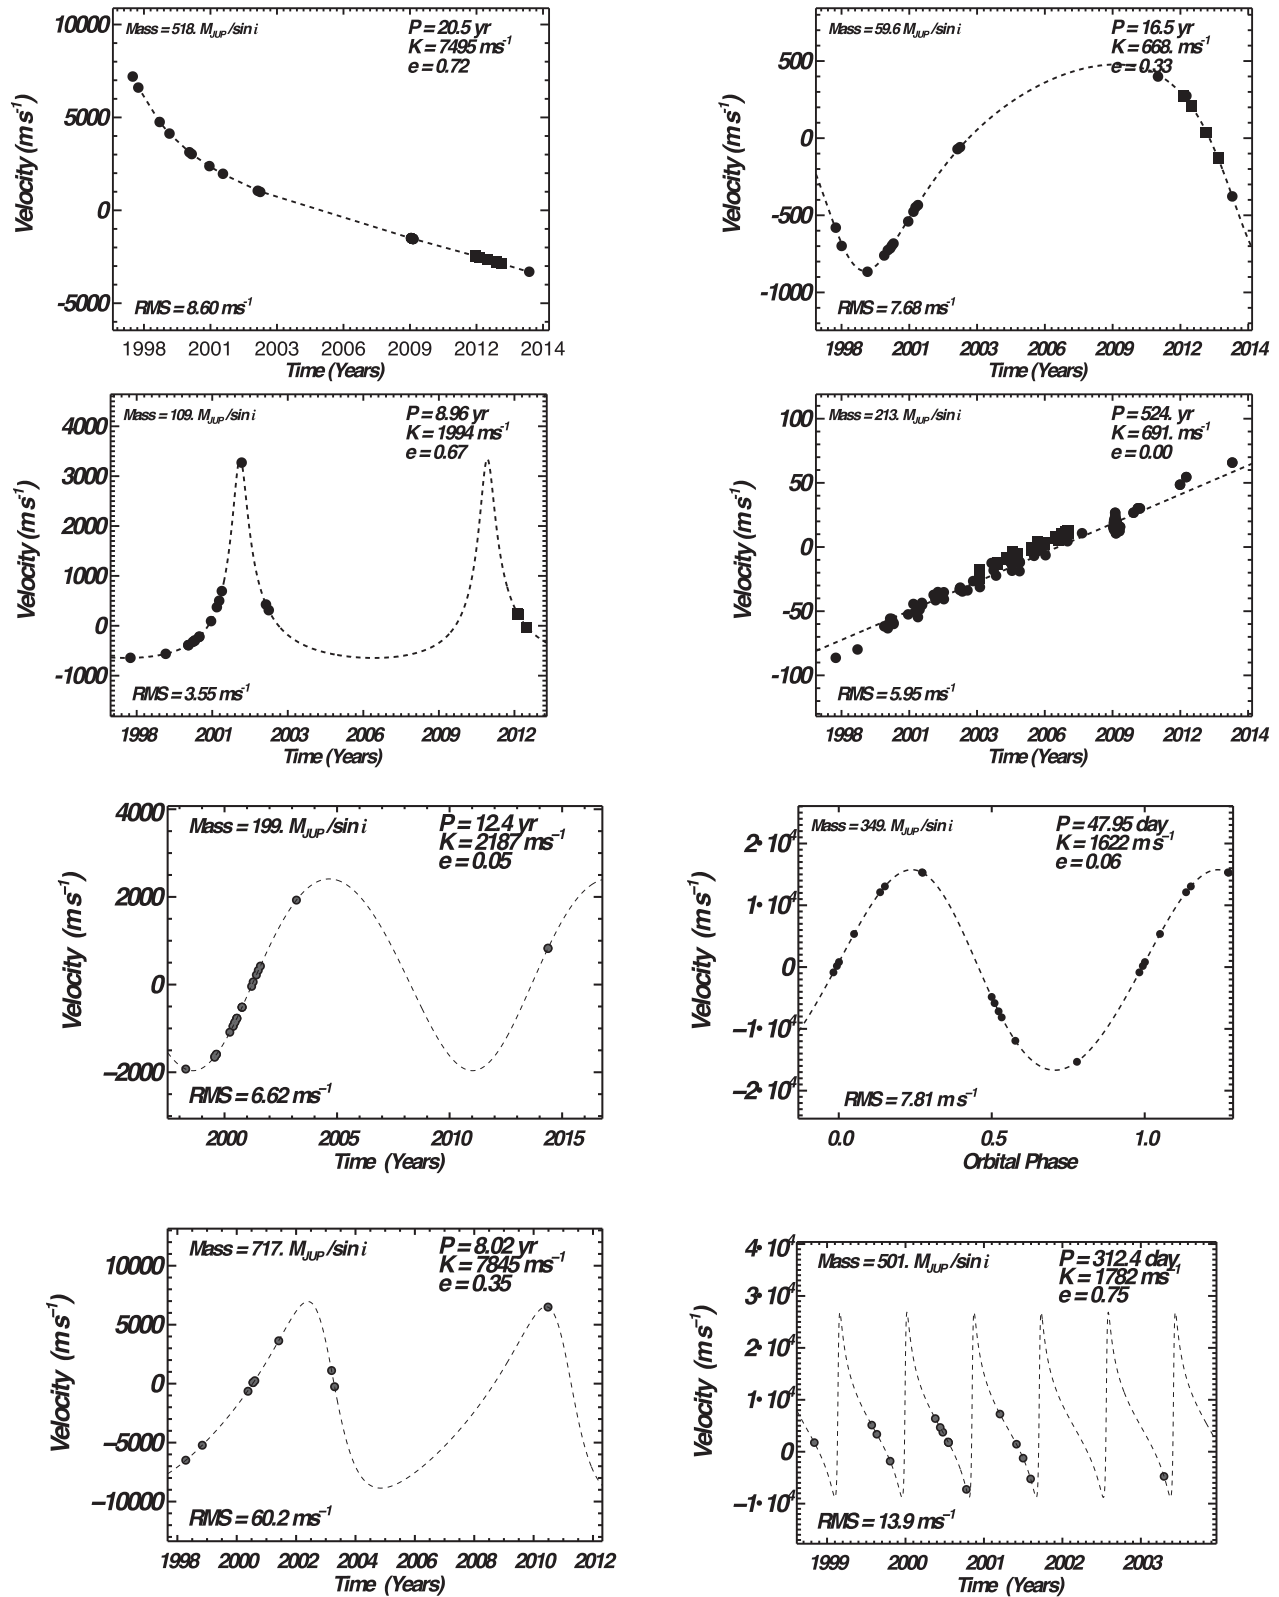 Mass = 518. M_JUP /sin i
P = 20.5 yr
K = 7495 ms⁻¹
e = 0.72
10000
5000
0
-5000
Velocity (m s⁻¹)
RMS = 8.60 ms⁻¹
1998 2001 2003 2006 2009 2012 2014
Time (Years)
Mass = 59.6 M_JUP /sin i
P = 16.5 yr
K = 668. ms⁻¹
e = 0.33
500
0
-500
-1000
Velocity (m s⁻¹)
RMS = 7.68 ms⁻¹
1998 2001 2003 2006 2009 2012 2014
Time (Years)
Mass = 109. M_JUP /sin i
P = 8.96 yr
K = 1994 ms⁻¹
e = 0.67
4000
3000
2000
1000
0
-1000
Velocity (m s⁻¹)
RMS = 3.55 ms⁻¹
1998 2001 2003 2006 2009 2012
Time (Years)
Mass = 213. M_JUP /sin i
P = 524. yr
K = 691. ms⁻¹
e = 0.00
100
50
0
-50
-100
Velocity (m s⁻¹)
RMS = 5.95 ms⁻¹
1998 2001 2003 2006 2009 2012 2014
Time (Years)
Mass = 199. M_JUP /sin i
P = 12.4 yr
K = 2187 ms⁻¹
e = 0.05
4000
2000
0
−2000
Velocity (m s⁻¹)
RMS = 6.62 ms⁻¹
2000 2005 2010 2015
Time (Years)
Mass = 349. M_JUP /sin i
P = 47.95 day
K = 1622 m s⁻¹
e = 0.06
2•10⁴
1•10⁴
0
−1•10⁴
−2•10⁴
Velocity (m s⁻¹)
RMS = 7.81 m s⁻¹
0.0 0.5 1.0
Orbital Phase
Mass = 717. M_JUP /sin i
P = 8.02 yr
K = 7845 ms⁻¹
e = 0.35
10000
5000
0
−5000
−10000
Velocity (m s⁻¹)
RMS = 60.2 ms⁻¹
1998 2000 2002 2004 2006 2008 2010 2012
Time (Years)
Mass = 501. M_JUP /sin i
P = 312.4 day
K = 1782 ms⁻¹
e = 0.75
4•10⁴
3•10⁴
2•10⁴
1•10⁴
0
−1•10⁴
Velocity (m s⁻¹)
RMS = 13.9 ms⁻¹
1999 2000 2001 2002 2003
Time (Years)